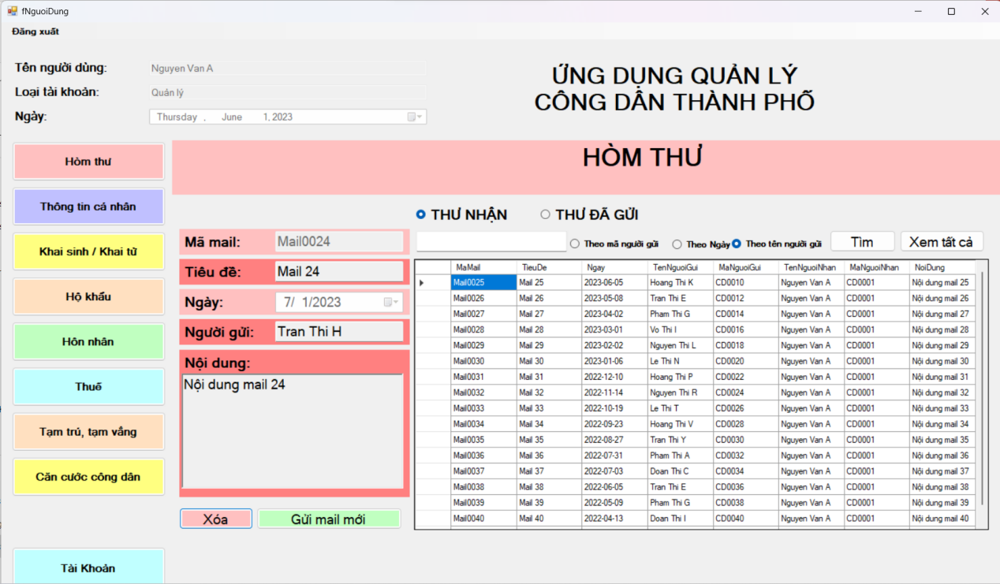 fNguoiDung
Đăng xuất
Tên người dùng: Nguyen Van A
Loại tài khoản: Quản lý
Ngày: Thursday , June 1, 2023
ỨNG DỤNG QUẢN LÝ
CÔNG DÂN THÀNH PHỐ
Hòm thư
Thông tin cá nhân
Khai sinh / Khai tử
Hộ khẩu
Hôn nhân
Thuế
Tạm trú, tạm vắng
Căn cước công dân
Tài Khoản
HÒM THƯ
THƯ NHẬN THƯ ĐÃ GỬI
Mã mail: Mail0024
Tiêu đề: Mail 24
Ngày: 7/ 1/2023
Người gửi: Tran Thi H
Nội dung:
Nội dung mail 24
Xóa Gửi mail mới
Theo mã người gửi Theo Ngày Theo tên người gửi Tìm Xem tất cả
MaMail TieuDe Ngay TenNguoiGui MaNguoiGui TenNguoiNhan MaNguoiNhan NoiDung
Mail0025 Mail 25 2023-06-05 Hoang Thi K CD0010 Nguyen Van A CD0001 Nội dung mail 25
Mail0026 Mail 26 2023-05-08 Tran Thi E CD0012 Nguyen Van A CD0001 Nội dung mail 26
Mail0027 Mail 27 2023-04-02 Pham Thi G CD0014 Nguyen Van A CD0001 Nội dung mail 27
Mail0028 Mail 28 2023-03-01 Vo Thi I CD0016 Nguyen Van A CD0001 Nội dung mail 28
Mail0029 Mail 29 2023-02-02 Nguyen Thi L CD0018 Nguyen Van A CD0001 Nội dung mail 29
Mail0030 Mail 30 2023-01-06 Le Thi N CD0020 Nguyen Van A CD0001 Nội dung mail 30
Mail0031 Mail 31 2022-12-10 Hoang Thi P CD0022 Nguyen Van A CD0001 Nội dung mail 31
Mail0032 Mail 32 2022-11-14 Nguyen Thi R CD0024 Nguyen Van A CD0001 Nội dung mail 32
Mail0033 Mail 33 2022-10-19 Le Thi T CD0026 Nguyen Van A CD0001 Nội dung mail 33
Mail0034 Mail 34 2022-09-23 Hoang Thi V CD0028 Nguyen Van A CD0001 Nội dung mail 34
Mail0035 Mail 35 2022-08-27 Tran Thi Y CD0030 Nguyen Van A CD0001 Nội dung mail 35
Mail0036 Mail 36 2022-07-31 Pham Thi A CD0032 Nguyen Van A CD0001 Nội dung mail 36
Mail0037 Mail 37 2022-07-03 Doan Thi C CD0034 Nguyen Van A CD0001 Nội dung mail 37
Mail0038 Mail 38 2022-06-05 Tran Thi E CD0036 Nguyen Van A CD0001 Nội dung mail 38
Mail0039 Mail 39 2022-05-09 Pham Thi G CD0038 Nguyen Van A CD0001 Nội dung mail 39
Mail0040 Mail 40 2022-04-13 Doan Thi I CD0040 Nguyen Van A CD0001 Nội dung mail 40